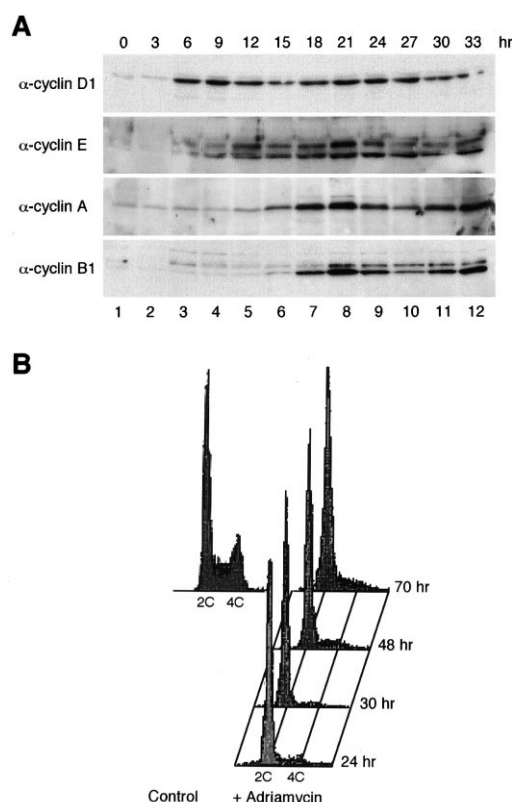 A
0 3 6 9 12 15 18 21 24 27 30 33 hr
α-cyclin D1
α-cyclin E
α-cyclin A
α-cyclin B1
1 2 3 4 5 6 7 8 9 10 11 12
B
2C 4C
70 hr
48 hr
30 hr
2C 4C
24 hr
Control + Adriamycin